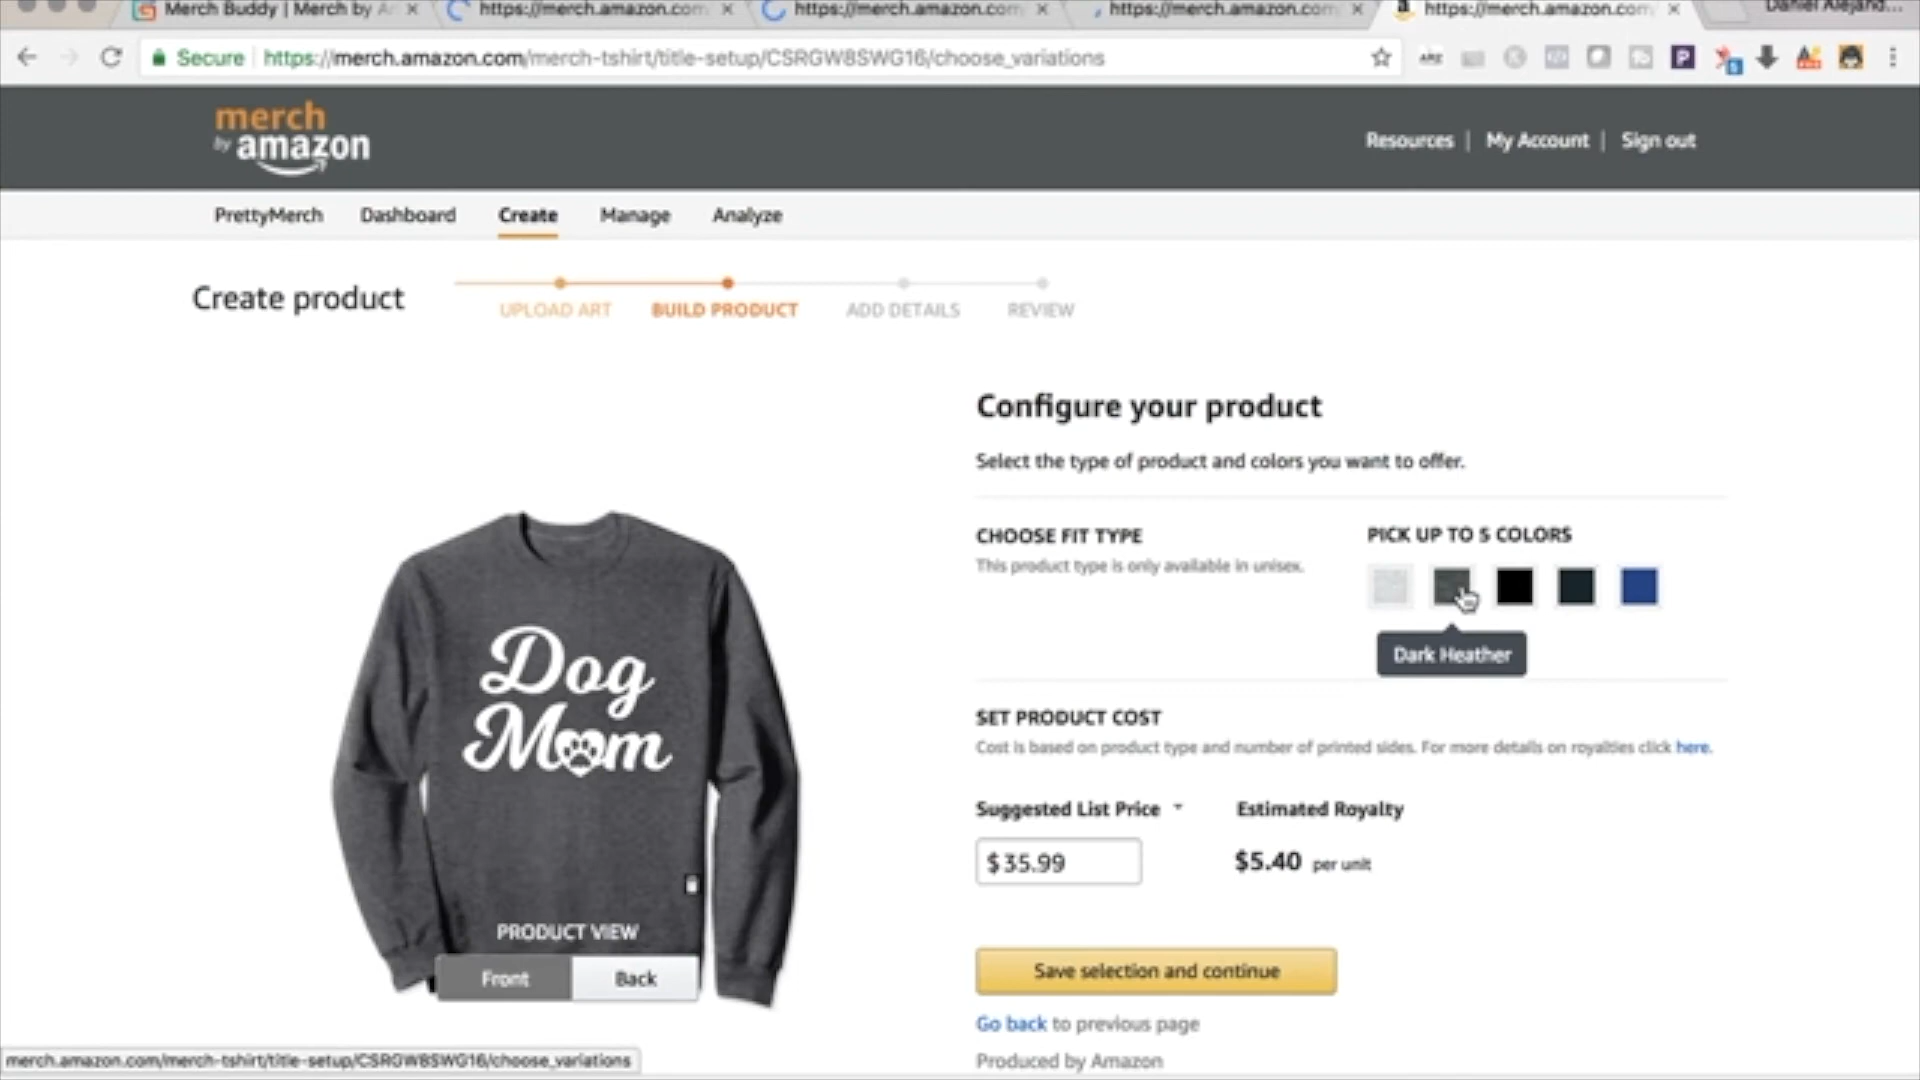 Merch Buddy | Merch by A
https://merch.amazon.com
https://merch.amazon.com
https://merch.amazon.com
https://merch.amazon.com
Daniel Alejand...
Secure
https://merch.amazon.com/merch-tshirt/title-setup/CSRGW8SWG16/choose_variations
merch
by amazon
Resources | My Account | Sign out
PrettyMerch Dashboard Create Manage Analyze
Create product
UPLOAD ART BUILD PRODUCT ADD DETAILS REVIEW
Configure your product
Select the type of product and colors you want to offer.
CHOOSE FIT TYPE
This product type is only available in unisex.
PICK UP TO 5 COLORS
Dark Heather
SET PRODUCT COST
Cost is based on product type and number of printed sides. For more details on royalties click here.
Suggested List Price
Estimated Royalty
$35.99
$5.40 per unit
Save selection and continue
Go back to previous page
Produced by Amazon
Dog
Mom
PRODUCT VIEW
Front Back
merch.amazon.com/merch-tshirt/title-setup/CSRGW8SWG16/choose_variations